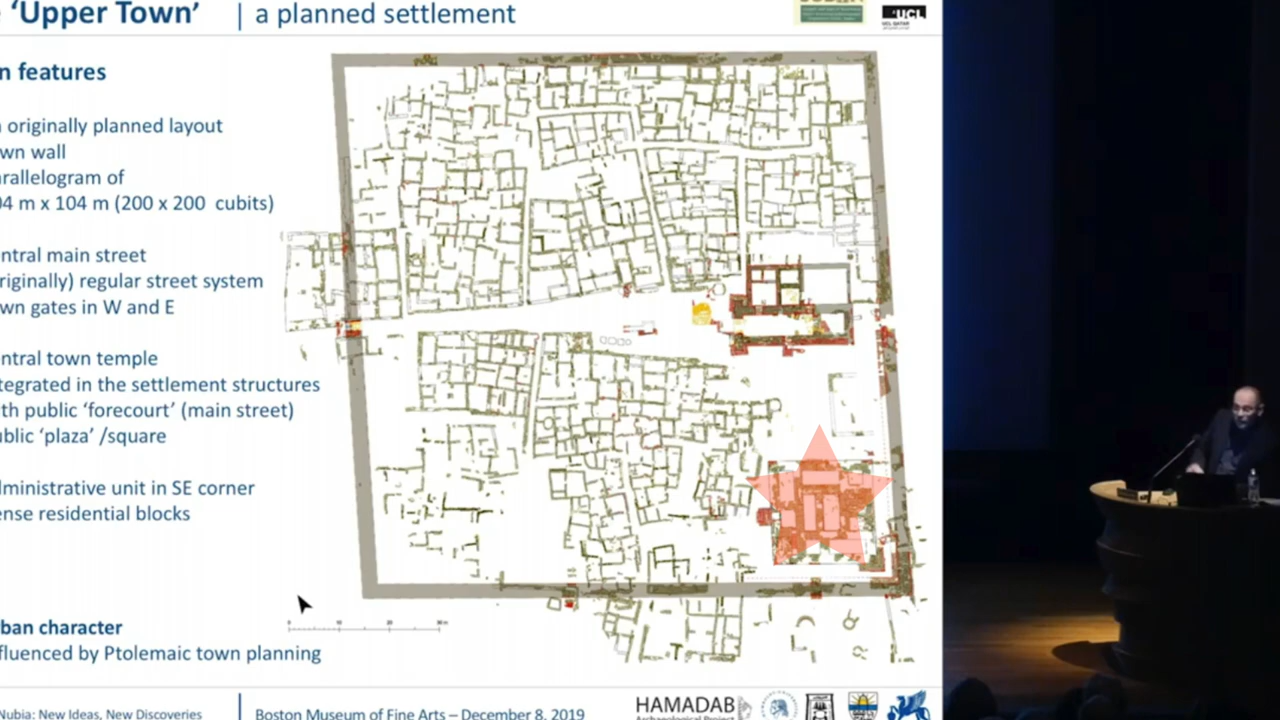 ‘Upper Town’ | a planned settlement
UCL
n features
originally planned layout
wn wall
rallelogram of
04 m x 104 m (200 x 200 cubits)
ntral main street
riginally) regular street system
wn gates in W and E
ntral town temple
tegrated in the settlement structures
th public ‘forecourt’ (main street)
ublic ‘plaza’ /square
ministrative unit in SE corner
ense residential blocks
ban character
fluenced by Ptolemaic town planning
Nubia: New Ideas, New Discoveries
Boston Museum of Fine Arts – December 8, 2019
HAMADAB